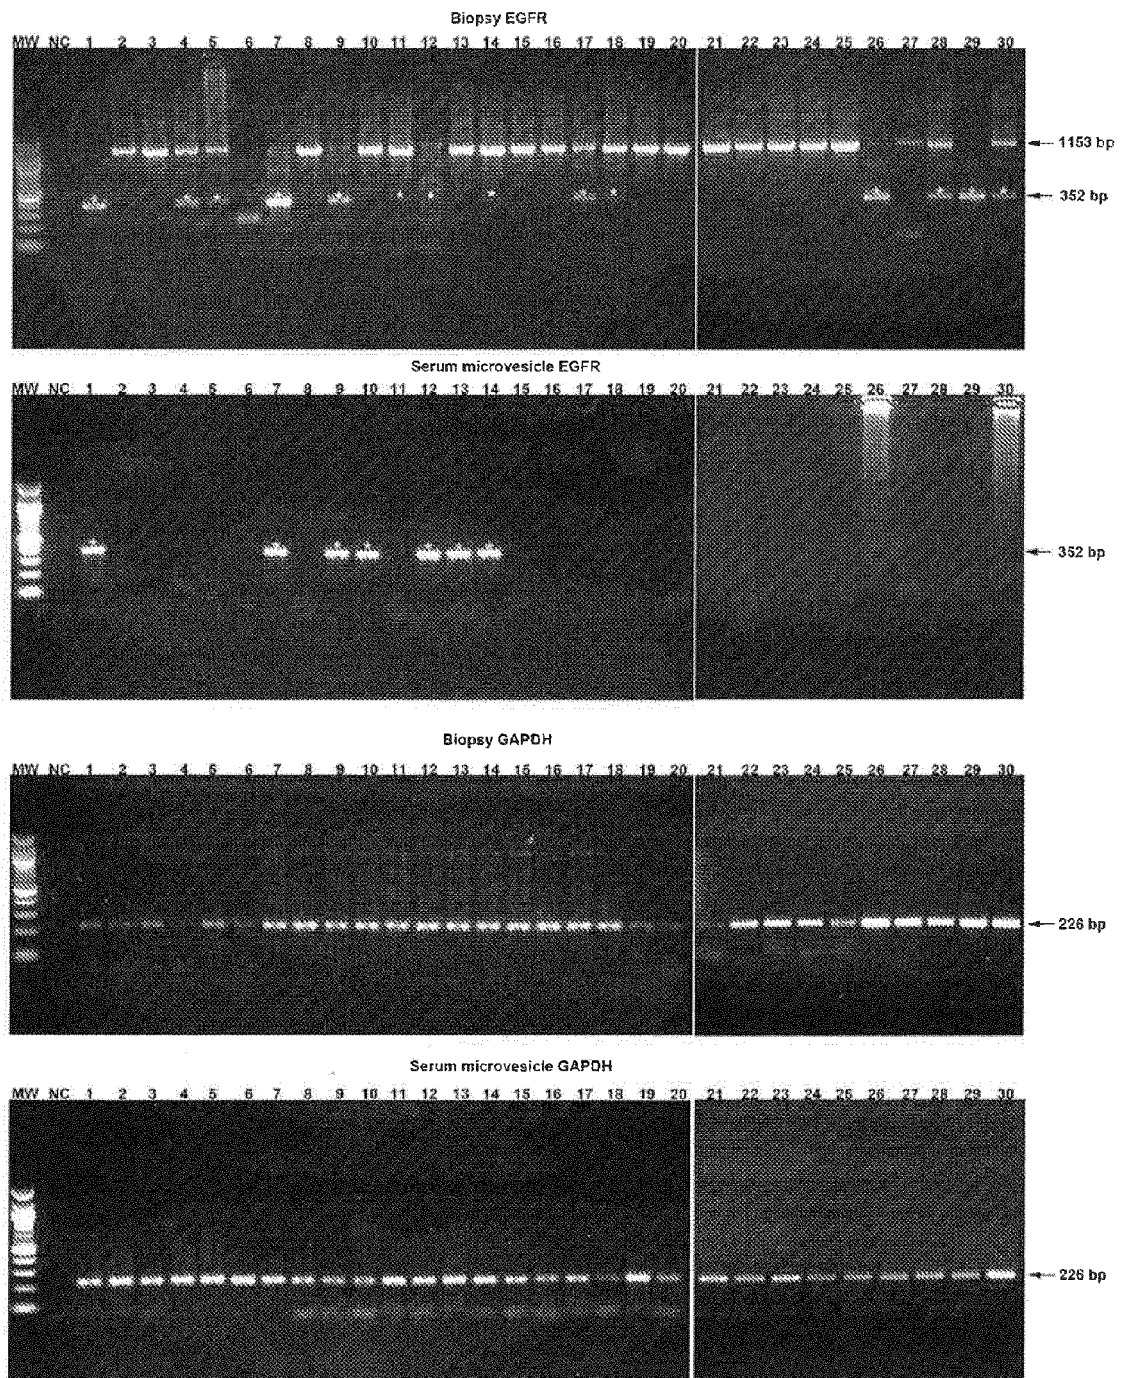 Biopsy EGFR
MW NC 1 2 3 4 5 6 7 8 9 10 11 12 13 14 15 16 17 18 19 20 21 22 23 24 25 26 27 28 29 30
1153 bp
352 bp
Serum microvesicle EGFR
MW NC 1 2 3 4 5 6 7 8 9 10 11 12 13 14 15 16 17 18 19 20 21 22 23 24 25 26 27 28 29 30
352 bp
Biopsy GAPDH
MW NC 1 2 3 4 5 6 7 8 9 10 11 12 13 14 15 16 17 18 19 20 21 22 23 24 25 26 27 28 29 30
226 bp
Serum microvesicle GAPDH
MW NC 1 2 3 4 5 6 7 8 9 10 11 12 13 14 15 16 17 18 19 20 21 22 23 24 25 26 27 28 29 30
226 bp